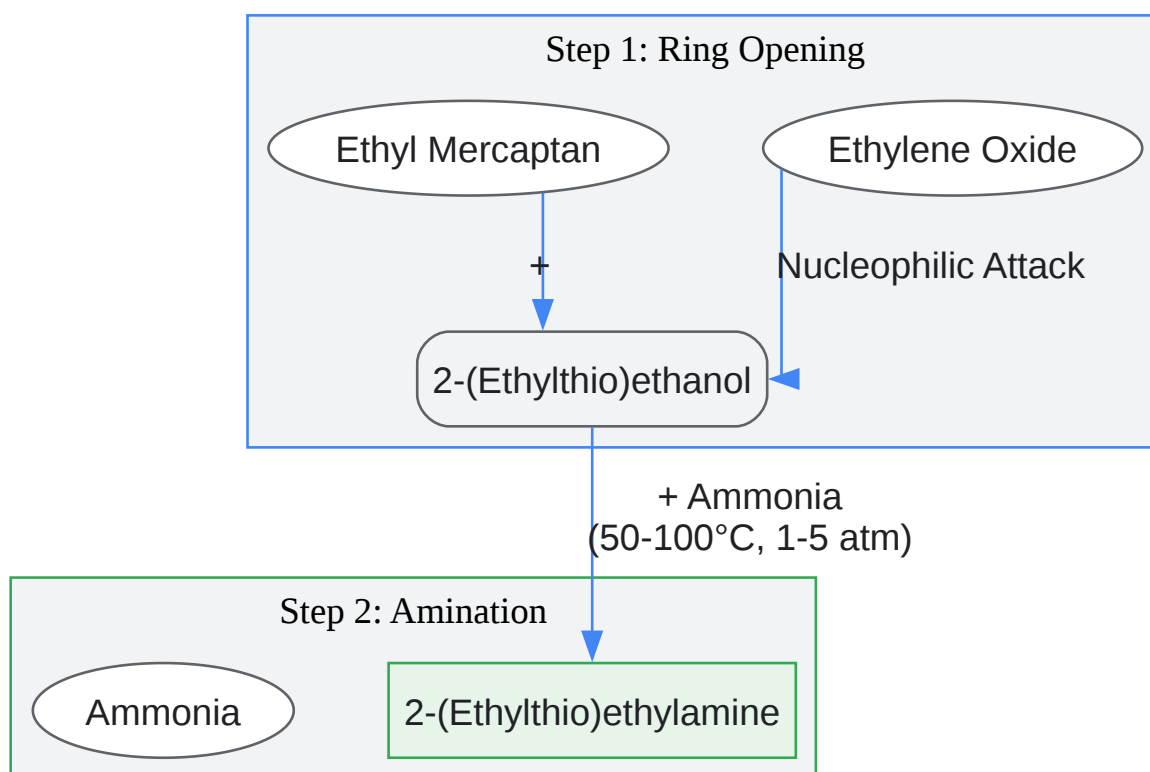 Step 1: Ring Opening
Ethyl Mercaptan
Ethylene Oxide
+
Nucleophilic Attack
2-(Ethylthio)ethanol
+ Ammonia
(50-100°C, 1-5 atm)
Step 2: Amination
Ammonia
2-(Ethylthio)ethylamine